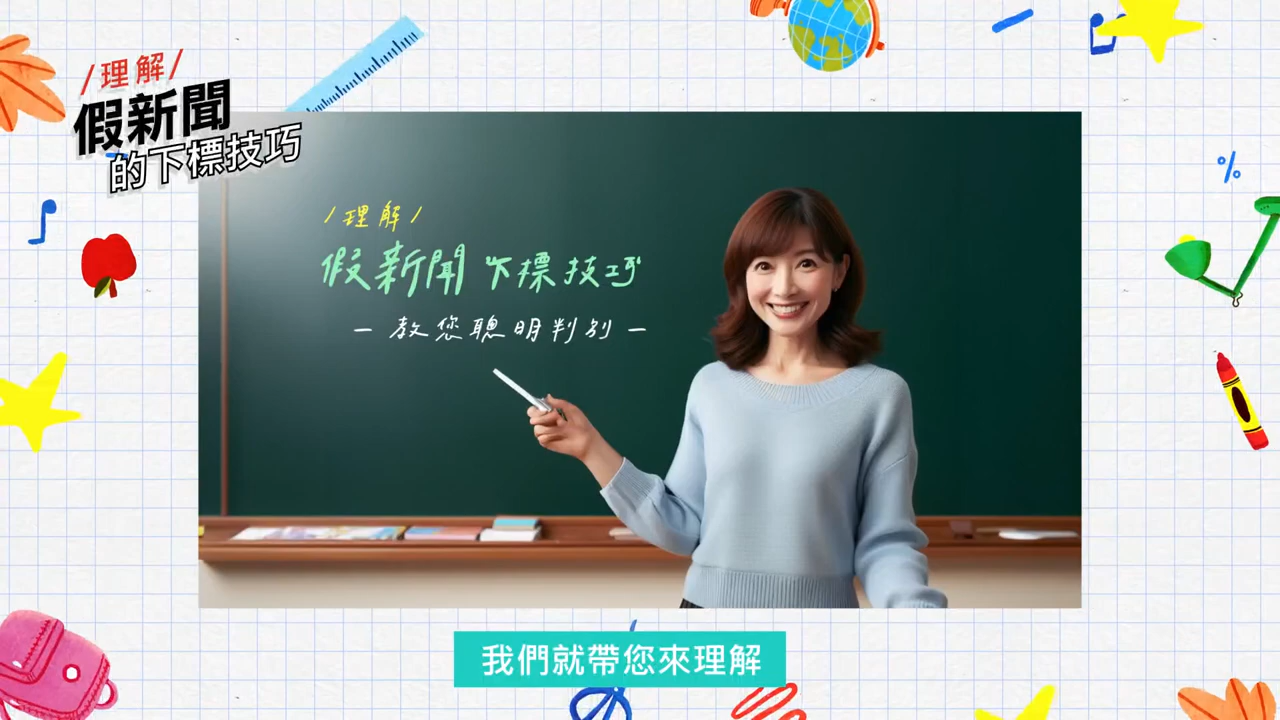 /理解/
假新聞
的下標技巧
/理解/
假新聞下標技巧
– 教您聰明判別 –
%
我們就帶您來理解